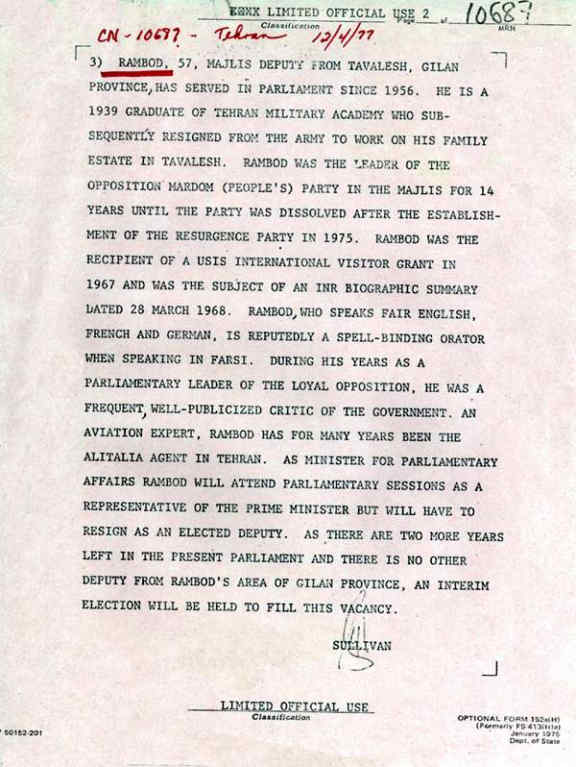 LIMITED OFFICIAL USE 2 of 10687
Classification Page MRN
CN-10687 - Tehran 12/4/77
3) RAMBOD, 57, MAJLIS DEPUTY FROM TAVALESH, GILAN
PROVINCE, HAS SERVED IN PARLIAMENT SINCE 1956. HE IS A
1939 GRADUATE OF TEHRAN MILITARY ACADEMY WHO SUB-
SEQUENTLY RESIGNED FROM THE ARMY TO WORK ON HIS FAMILY
ESTATE IN TAVALESH. RAMBOD WAS THE LEADER OF THE
OPPOSITION MARDOM (PEOPLE'S) PARTY IN THE MAJLIS FOR 14
YEARS UNTIL THE PARTY WAS DISSOLVED AFTER THE ESTABLISH-
MENT OF THE RESURGENCE PARTY IN 1975. RAMBOD WAS THE
RECIPIENT OF A USIS INTERNATIONAL VISITOR GRANT IN
1967 AND WAS THE SUBJECT OF AN INR BIOGRAPHIC SUMMARY
DATED 28 MARCH 1968. RAMBOD, WHO SPEAKS FAIR ENGLISH,
FRENCH AND GERMAN, IS REPUTEDLY A SPELL-BINDING ORATOR
WHEN SPEAKING IN FARSI. DURING HIS YEARS AS A
PARLIAMENTARY LEADER OF THE LOYAL OPPOSITION, HE WAS A
FREQUENT, WELL-PUBLICIZED CRITIC OF THE GOVERNMENT. AN
AVIATION EXPERT, RAMBOD HAS FOR MANY YEARS BEEN THE
ALITALIA AGENT IN TEHRAN. AS MINISTER FOR PARLIAMENTARY
AFFAIRS RAMBOD WILL ATTEND PARLIAMENTARY SESSIONS AS A
REPRESENTATIVE OF THE PRIME MINISTER BUT WILL HAVE TO
RESIGN AS AN ELECTED DEPUTY. AS THERE ARE TWO MORE YEARS
LEFT IN THE PRESENT PARLIAMENT AND THERE IS NO OTHER
DEPUTY FROM RAMBOD'S AREA OF GILAN PROVINCE, AN INTERIM
ELECTION WILL BE HELD TO FILL THIS VACANCY.
SULLIVAN
LIMITED OFFICIAL USE
Classification
50152-201
OPTIONAL FORM 152a(H)
(Formerly FS-413(H)a)
January 1975
Dept. of State